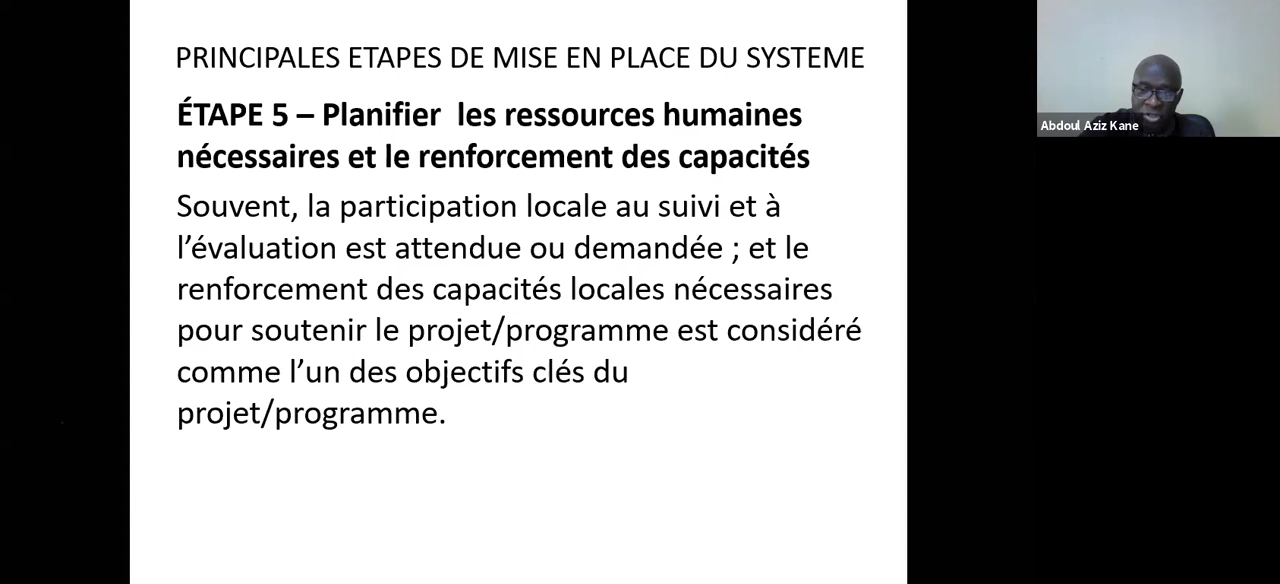 PRINCIPALES ETAPES DE MISE EN PLACE DU SYSTEME
ÉTAPE 5 – Planifier  les ressources humaines
nécessaires et le renforcement des capacités
Souvent, la participation locale au suivi et à
l’évaluation est attendue ou demandée ; et le
renforcement des capacités locales nécessaires
pour soutenir le projet/programme est considéré
comme l’un des objectifs clés du
projet/programme.
Abdoul Aziz Kane